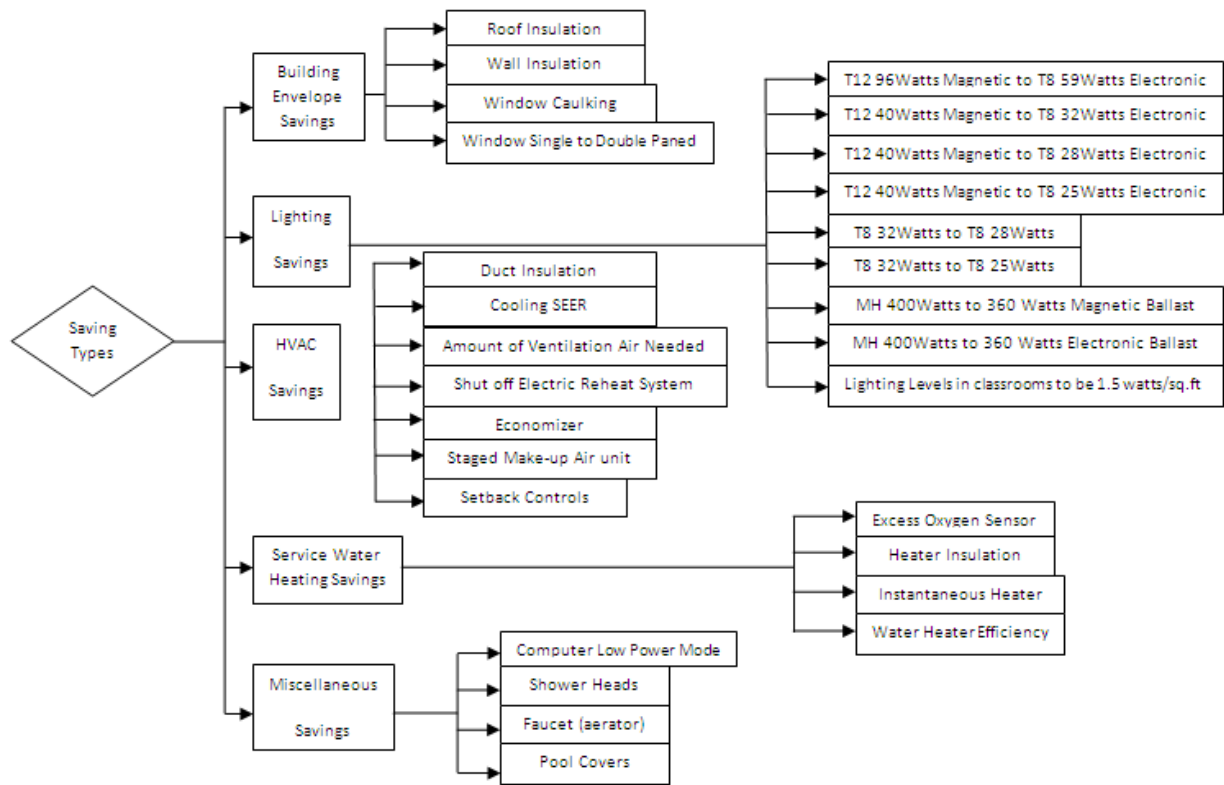 Saving
Types
Building
Envelope
Savings
Roof Insulation
Wall Insulation
Window Caulking
Window Single to Double Paned
Lighting
Savings
T12 96Watts Magnetic to T8 59Watts Electronic
T12 40Watts Magnetic to T8 32Watts Electronic
T12 40Watts Magnetic to T8 28Watts Electronic
T12 40Watts Magnetic to T8 25Watts Electronic
T8 32Watts to T8 28Watts
T8 32Watts to T8 25Watts
MH 400Watts to 360 Watts Magnetic Ballast
MH 400Watts to 360 Watts Electronic Ballast
Lighting Levels in classrooms to be 1.5 watts/sq.ft
HVAC
Savings
Duct Insulation
Cooling SEER
Amount of Ventilation Air Needed
Shut off Electric Reheat System
Economizer
Staged Make-up Air unit
Setback Controls
Service Water
Heating Savings
Excess Oxygen Sensor
Heater Insulation
Instantaneous Heater
Water Heater Efficiency
Miscellaneous
Savings
Computer Low Power Mode
Shower Heads
Faucet (aerator)
Pool Covers